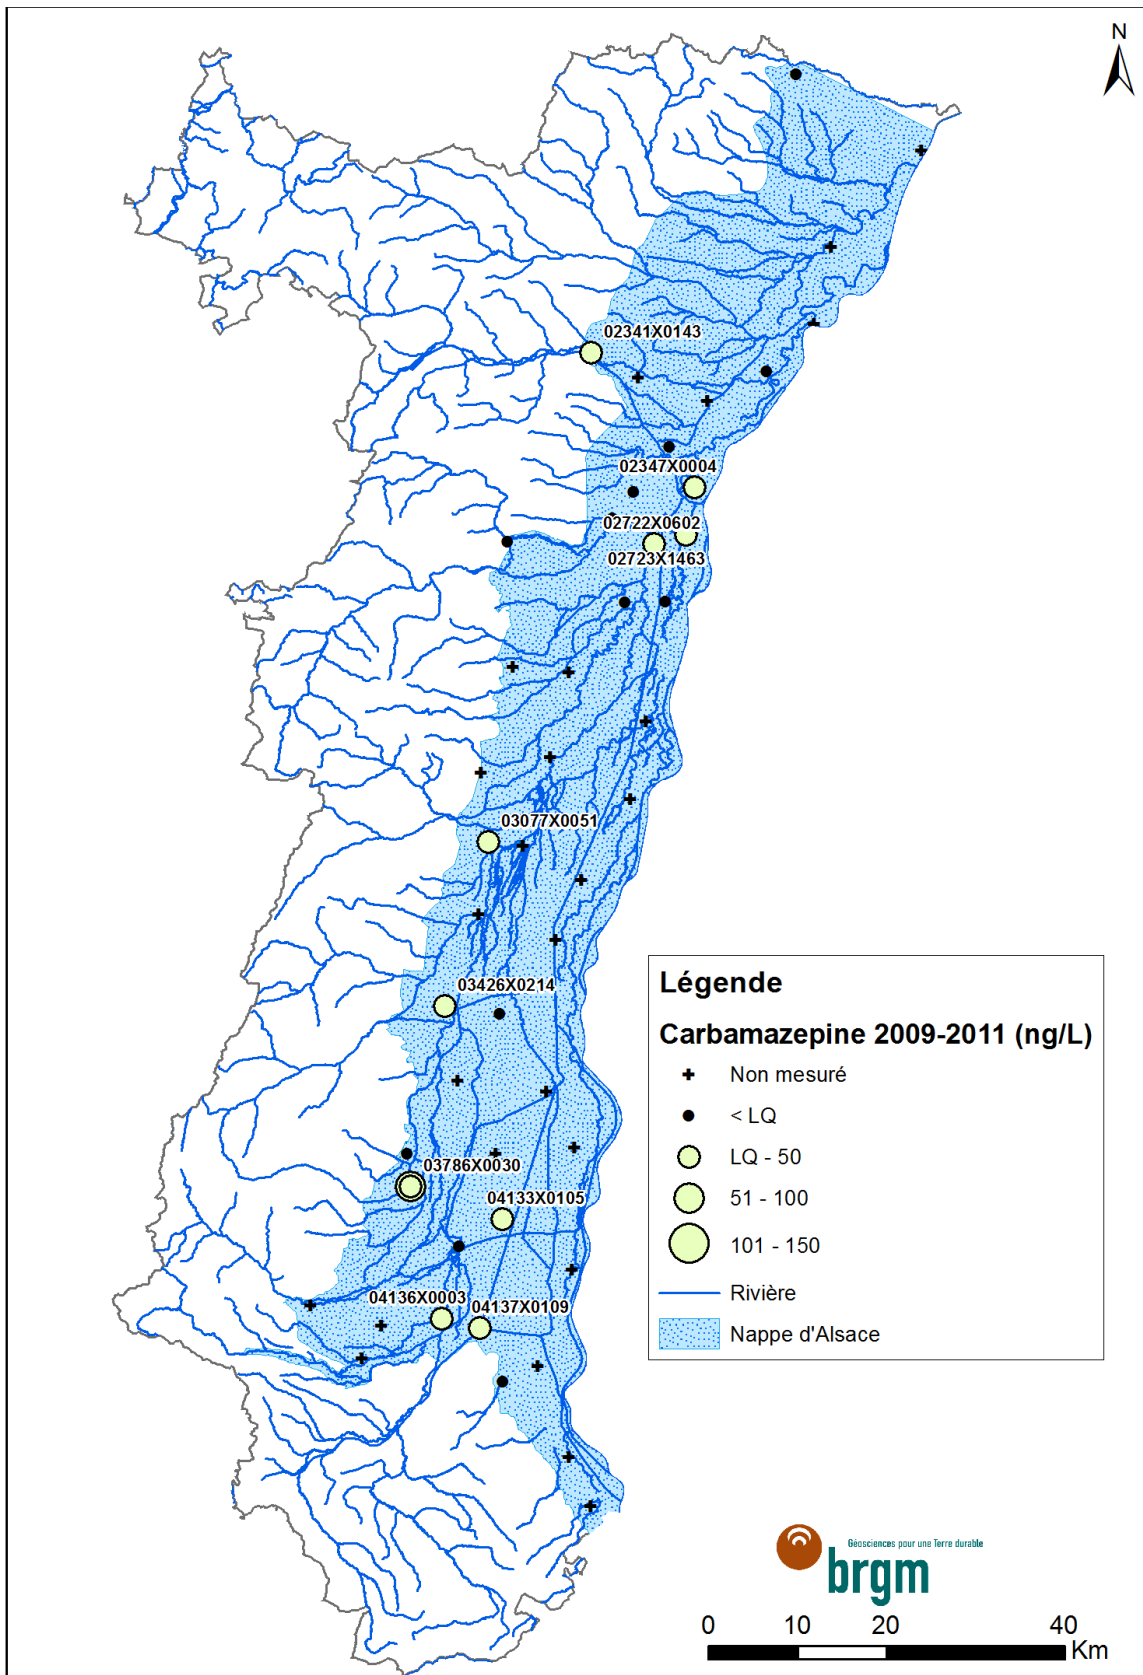 N
02341X0143
02347X0004
02722X0602
02723X1463
03077X0051
03426X0214
03786X0030
04133X0105
04136X0003
04137X0109
Légende
Carbamazepine 2009-2011 (ng/L)
Non mesuré
< LQ
LQ - 50
51 - 100
101 - 150
Rivière
Nappe d'Alsace
Géosciences pour une Terre durable
brgm
0 10 20 40
Km